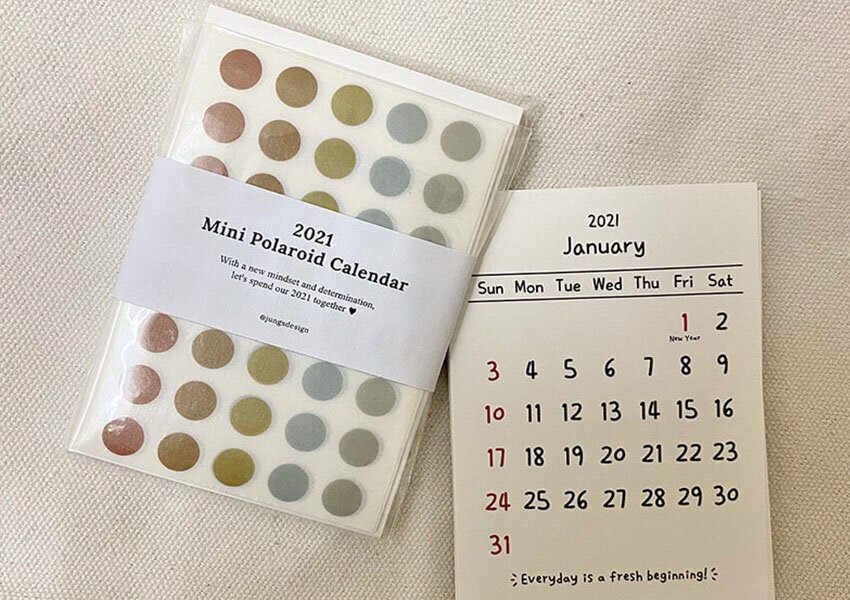 2021
Mini Polaroid Calendar
With a new mindset and determination,
let's spend our 2021 together ♥
@jungsdesign
2021
January
Sun Mon Tue Wed Thu Fri Sat
1 2
New Year
3 4 5 6 7 8 9
10 11 12 13 14 15 16
17 18 19 20 21 22 23
24 25 26 27 28 29 30
31
Everyday is a fresh beginning!